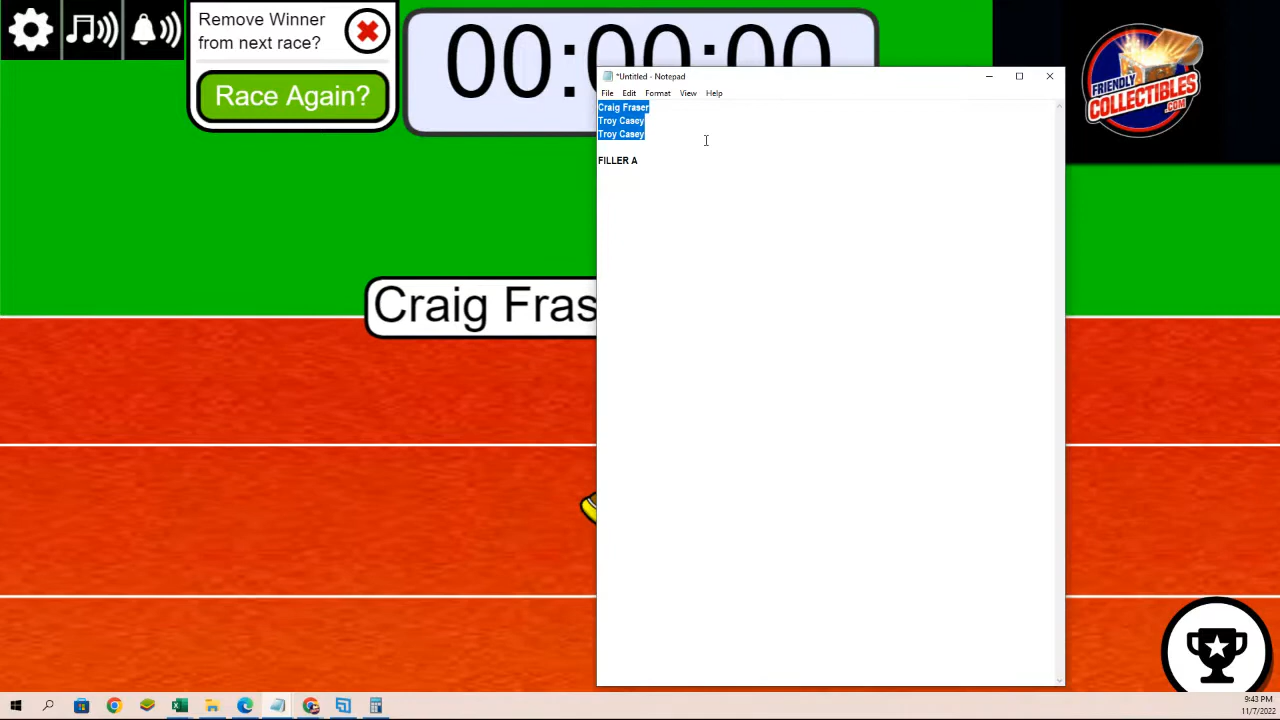 Remove Winner
from next race?
Race Again?
00:00:00
FRIENDLY
COLLECTIBLES
.COM
*Untitled - Notepad
File Edit Format View Help
Craig Fraser
Troy Casey
Troy Casey
FILLER A
Craig Fras
9:43 PM
11/7/2022